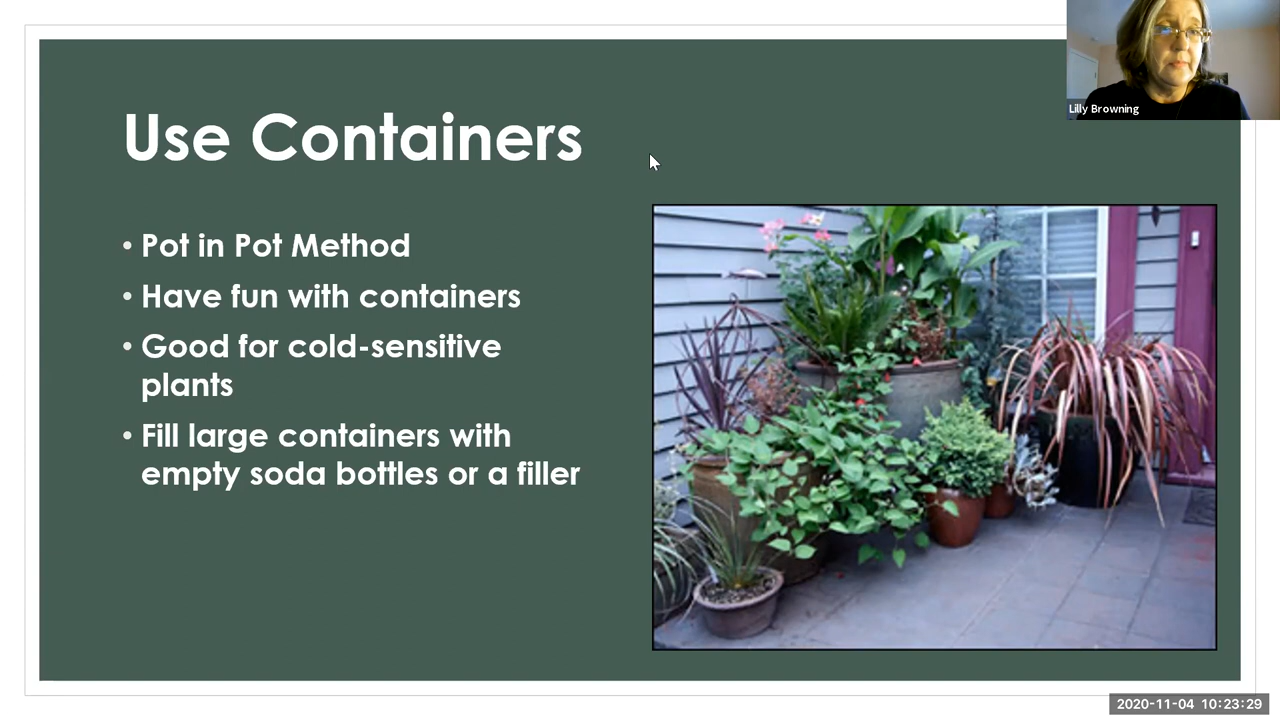 Lilly Browning
Use Containers
• Pot in Pot Method
• Have fun with containers
• Good for cold-sensitive
plants
• Fill large containers with
empty soda bottles or a filler
2020-11-04 10:23:29